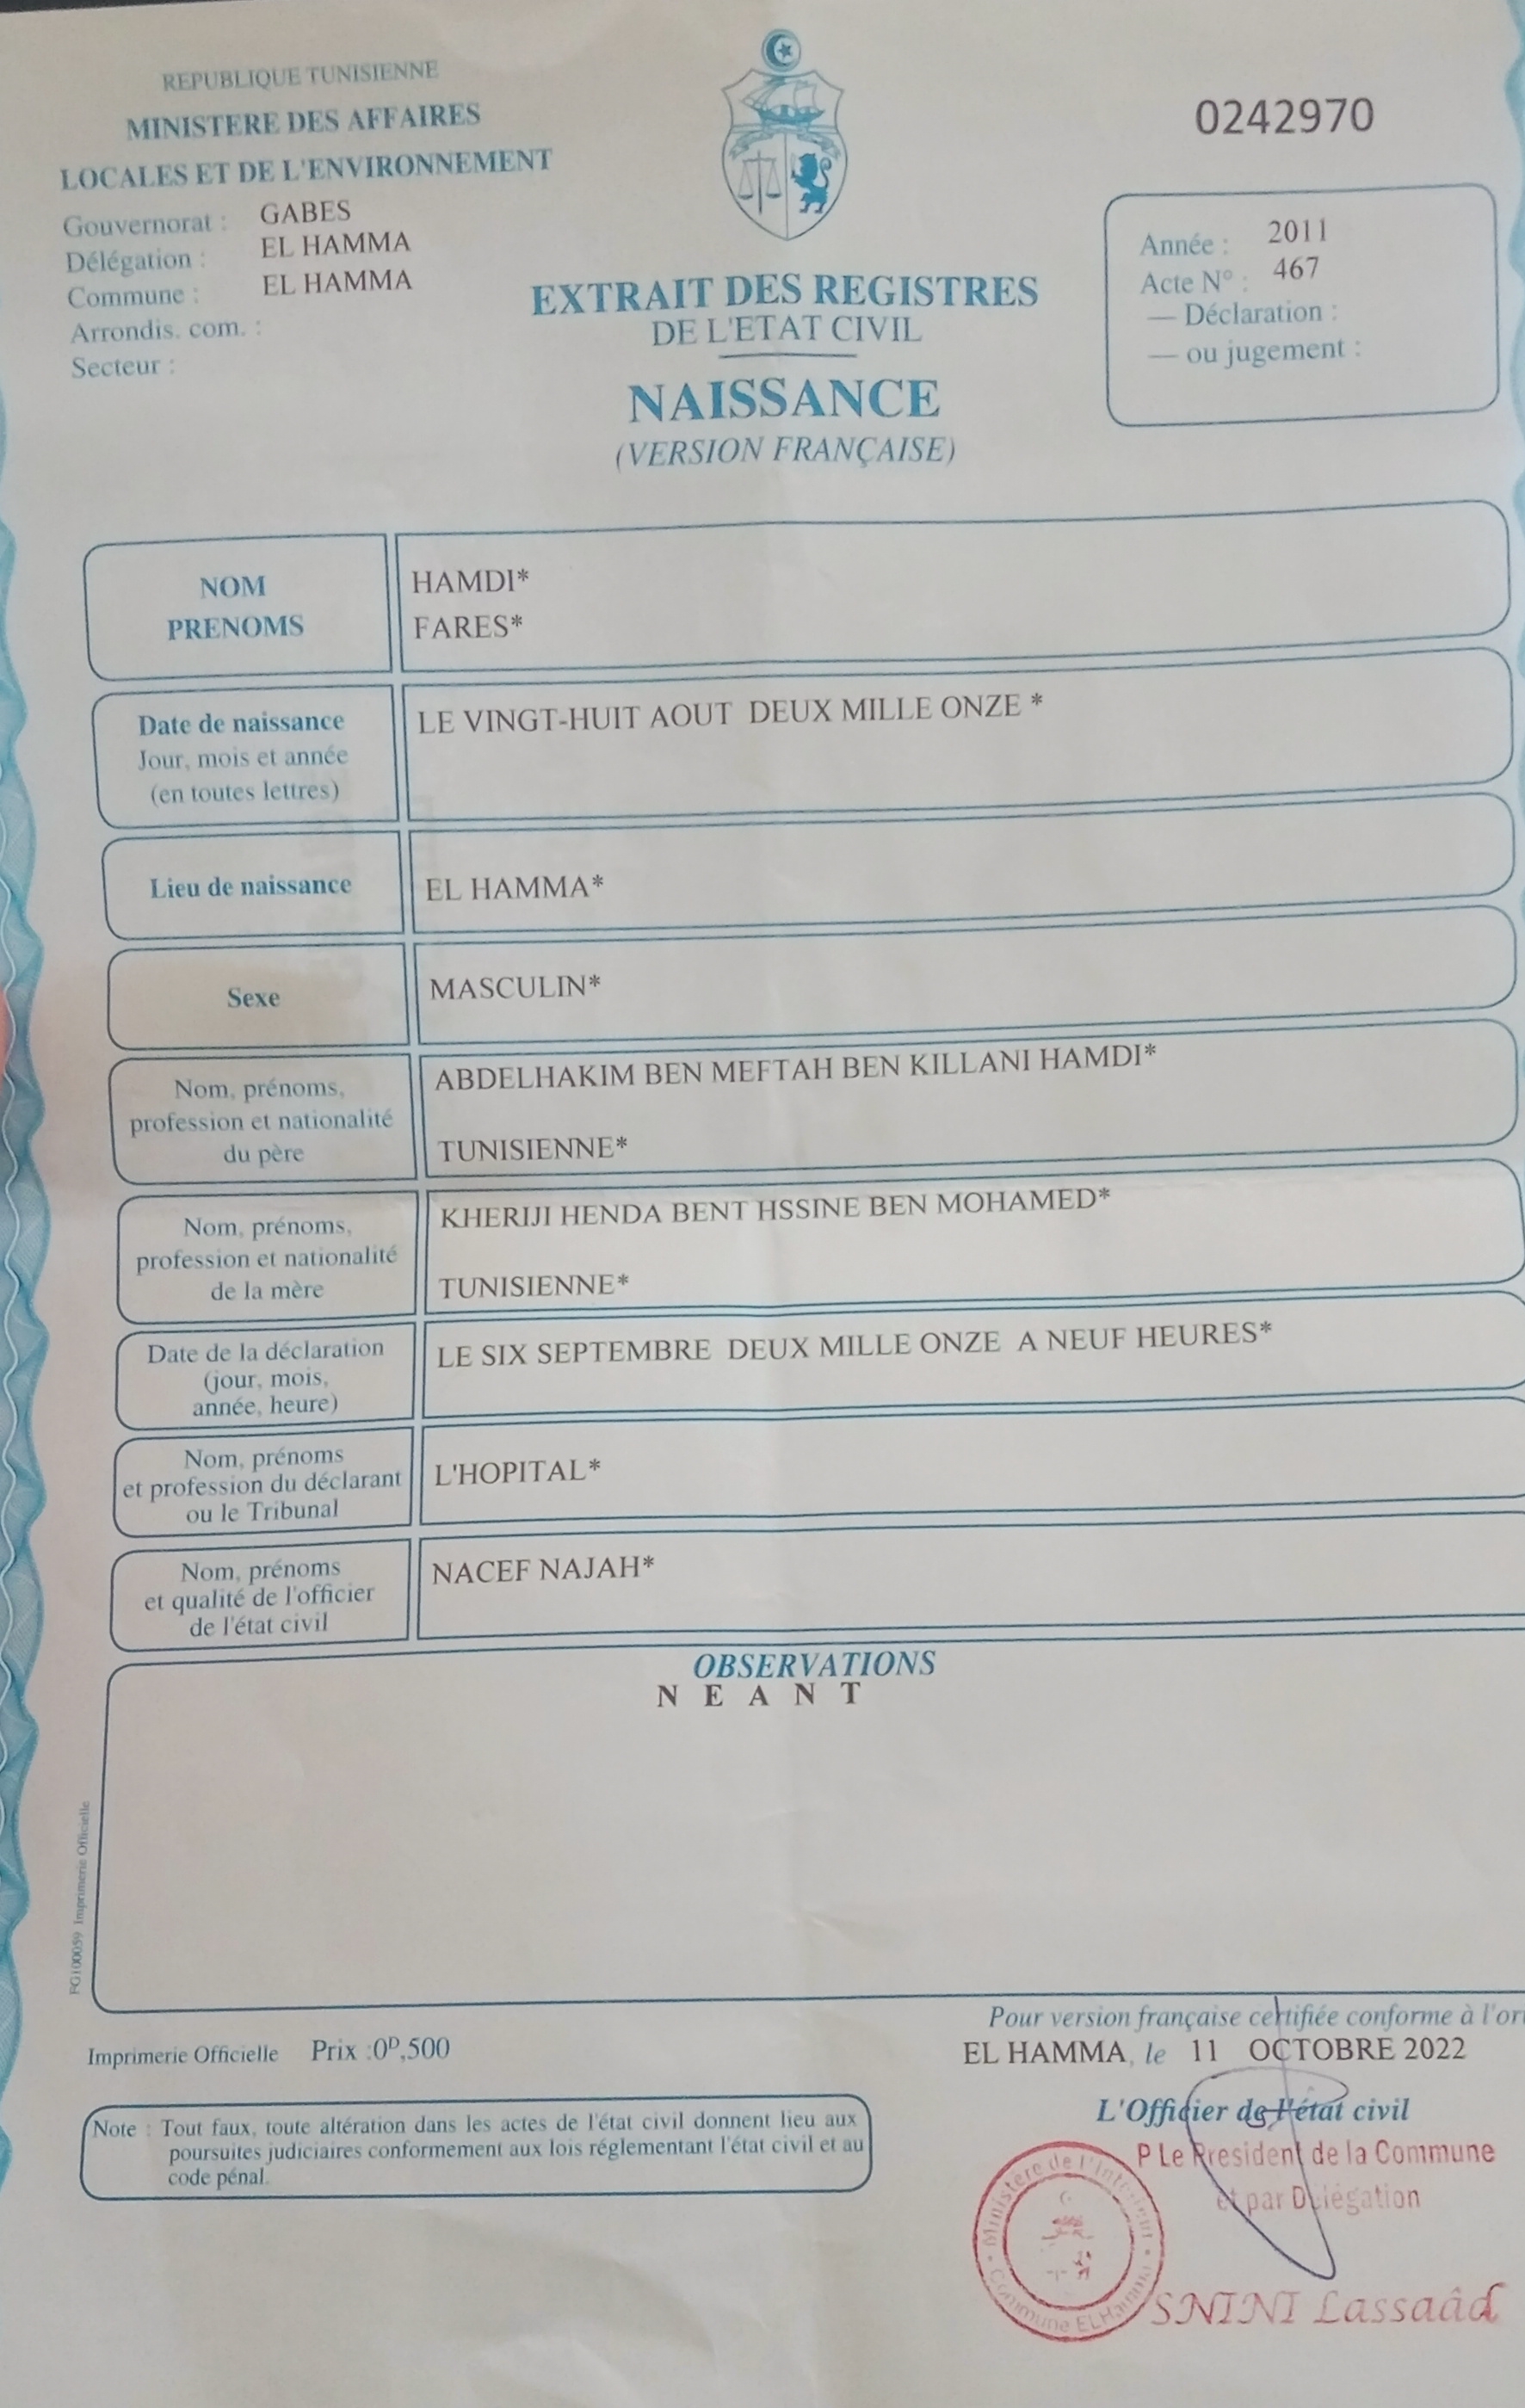 REPUBLIQUE TUNISIENNE
MINISTERE DES AFFAIRES
LOCALES ET DE L'ENVIRONNEMENT
Gouvernorat : GABES
Délégation : EL HAMMA
Commune : EL HAMMA
Arrondis. com. :
Secteur :
0242970
Année : 2011
Acte N° : 467
— Déclaration :
— ou jugement :
EXTRAIT DES REGISTRES
DE L'ETAT CIVIL
NAISSANCE
(VERSION FRANÇAISE)
NOM HAMDI*
PRENOMS FARES*
Date de naissance LE VINGT-HUIT AOUT DEUX MILLE ONZE *
Jour, mois et année
(en toutes lettres)
Lieu de naissance EL HAMMA*
Sexe MASCULIN*
Nom, prénoms, ABDELHAKIM BEN MEFTAH BEN KILLANI HAMDI*
profession et nationalité
du père TUNISIENNE*
Nom, prénoms, KHERIJI HENDA BENT HSSINE BEN MOHAMED*
profession et nationalité
de la mère TUNISIENNE*
Date de la déclaration LE SIX SEPTEMBRE DEUX MILLE ONZE A NEUF HEURES*
(jour, mois,
année, heure)
Nom, prénoms
et profession du déclarant L'HOPITAL*
ou le Tribunal
Nom, prénoms NACEF NAJAH*
et qualité de l'officier
de l'état civil
OBSERVATIONS
N E A N T
FG100059 Imprimerie Officielle
Imprimerie Officielle Prix :0D,500
Pour version française certifiée conforme à l'ori
EL HAMMA, le 11 OCTOBRE 2022
L'Officier de l'état civil
P Le President de la Commune
et par Délégation
SNINI Lassaâd
Ministère de l'Intérieur
Commune EL Hamma
Note : Tout faux, toute altération dans les actes de l'état civil donnent lieu aux
poursuites judiciaires conformement aux lois réglementant l'état civil et au
code pénal.